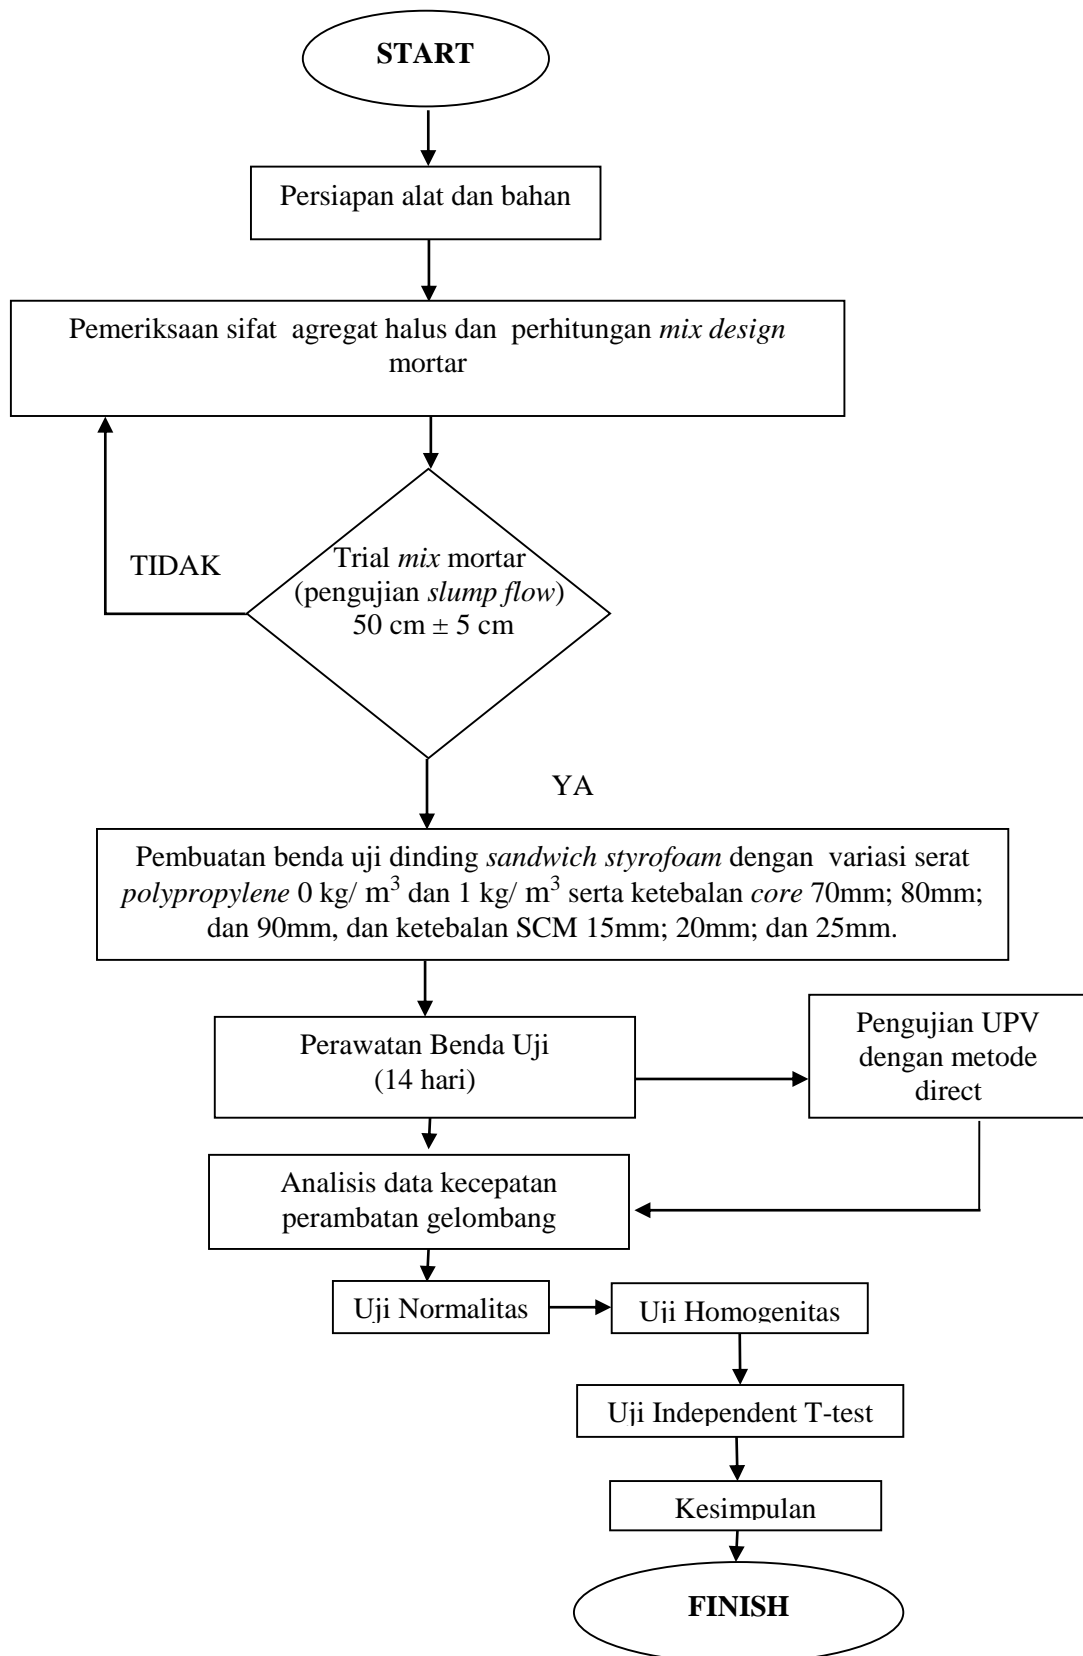 START
Persiapan alat dan bahan
Pemeriksaan sifat agregat halus dan perhitungan mix design
mortar
TIDAK
Trial mix mortar
(pengujian slump flow)
50 cm ± 5 cm
YA
Pembuatan benda uji dinding sandwich styrofoam dengan variasi serat
polypropylene 0 kg/ m³ dan 1 kg/ m³ serta ketebalan core 70mm; 80mm;
dan 90mm, dan ketebalan SCM 15mm; 20mm; dan 25mm.
Perawatan Benda Uji
(14 hari)
Pengujian UPV
dengan metode
direct
Analisis data kecepatan
perambatan gelombang
Uji Normalitas
Uji Homogenitas
Uji Independent T-test
Kesimpulan
FINISH